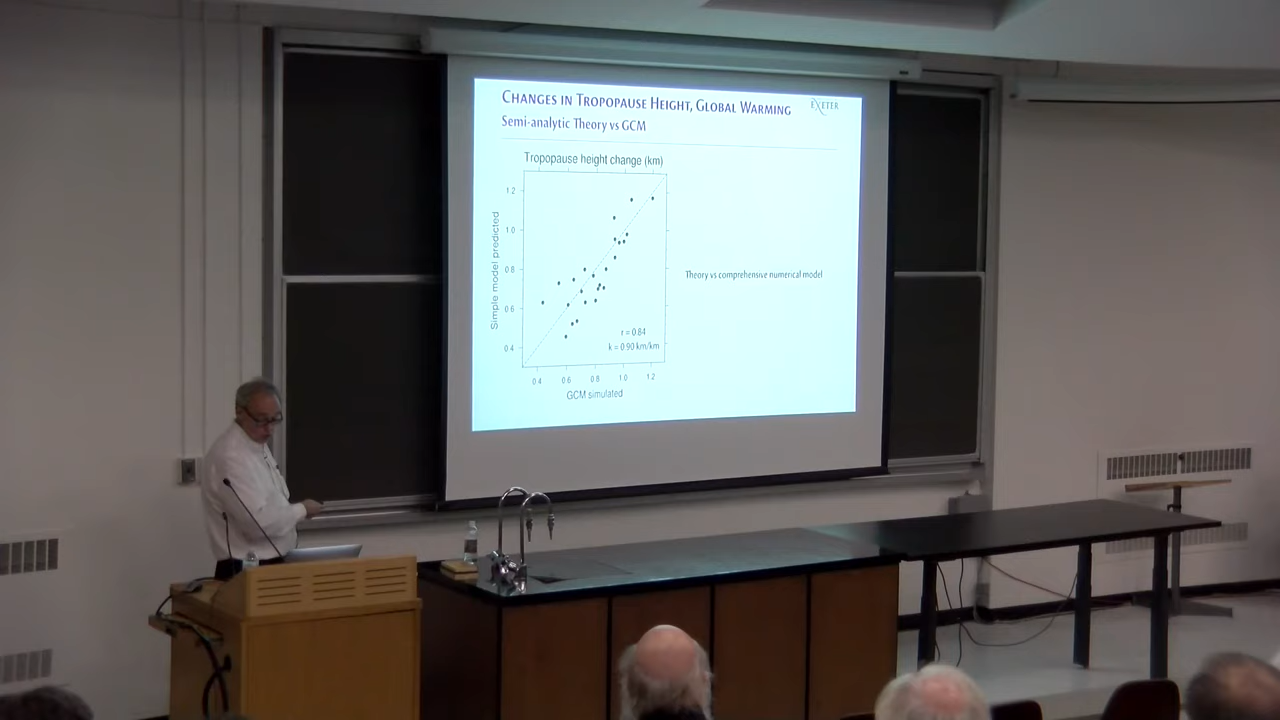 CHANGES IN TROPOPAUSE HEIGHT, GLOBAL WARMING
EXETER
Semi-analytic Theory vs GCM
Tropopause height change (km)
1.2
1.0
0.8
0.6
0.4
Simple model predicted
r = 0.84
k = 0.90 km/km
0.4 0.6 0.8 1.0 1.2
GCM simulated
Theory vs comprehensive numerical model